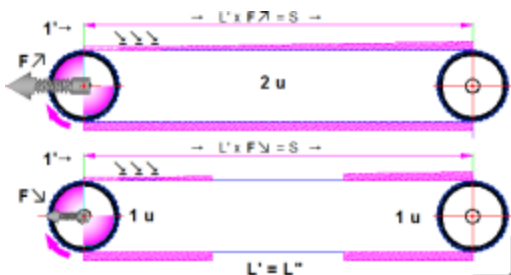 → L' x F↗ = S →
1'→
F↗
2 u
→ L' x F↘ = S →
1'→
F↘
1 u
1 u
L' = L"